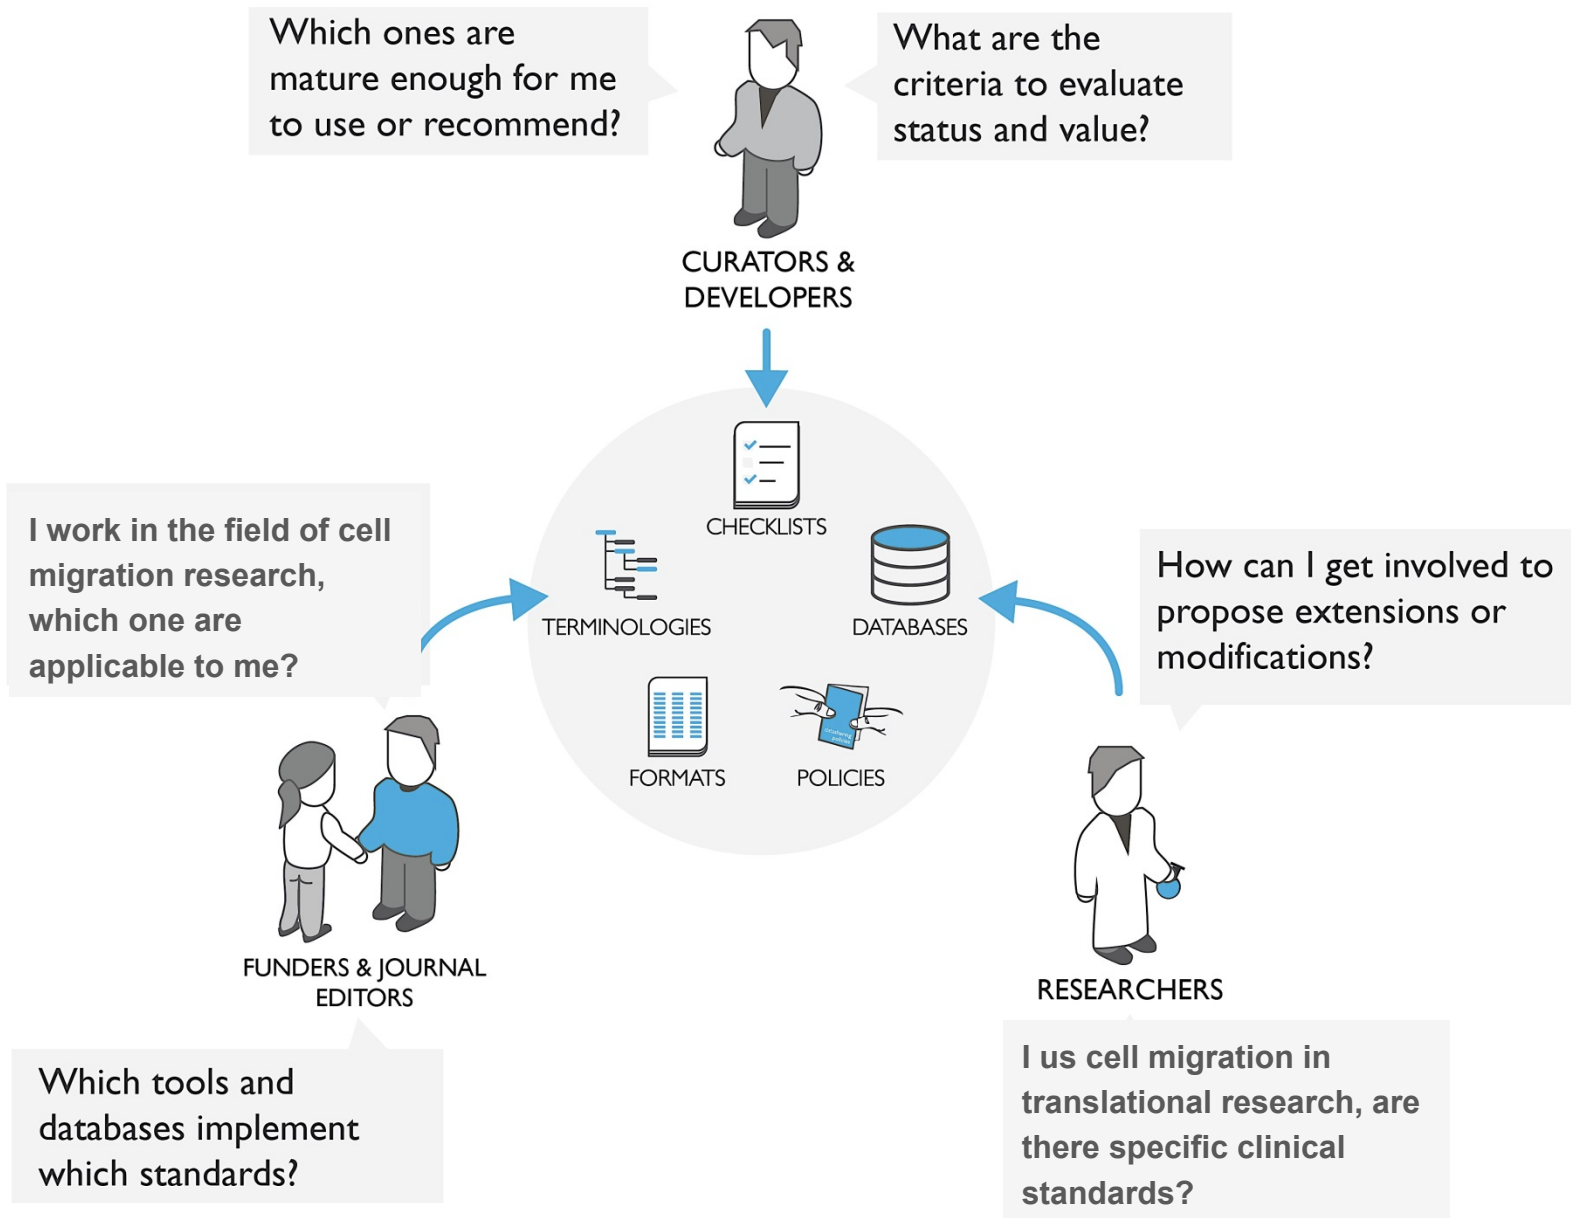 Which ones are
mature enough for me
to use or recommend?
What are the
criteria to evaluate
status and value?
CURATORS &
DEVELOPERS
CHECKLISTS
TERMINOLOGIES
DATABASES
FORMATS
POLICIES
I work in the field of cell
migration research,
which one are
applicable to me?
How can I get involved to
propose extensions or
modifications?
FUNDERS & JOURNAL
EDITORS
RESEARCHERS
Which tools and
databases implement
which standards?
I us cell migration in
translational research, are
there specific clinical
standards?